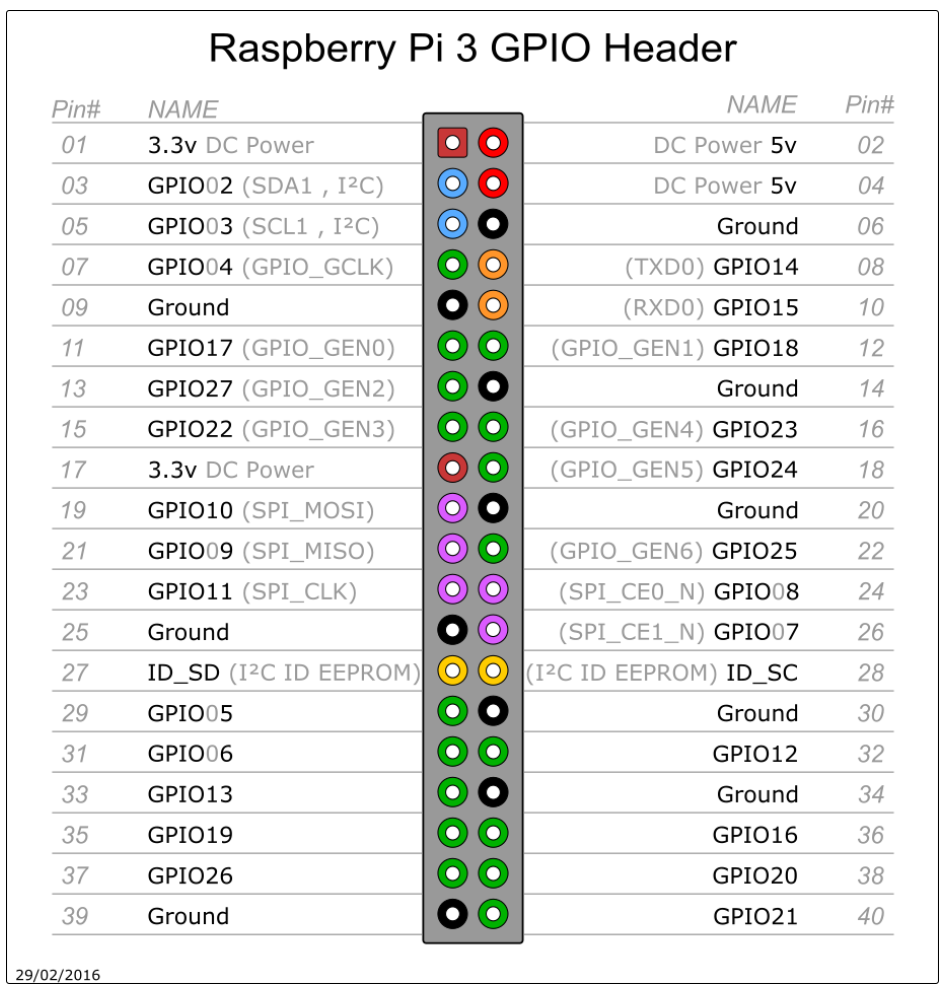 Raspberry Pi 3 GPIO Header
Pin# NAME NAME Pin#
01 3.3v DC Power DC Power 5v 02
03 GPIO02 (SDA1 , I²C) DC Power 5v 04
05 GPIO03 (SCL1 , I²C) Ground 06
07 GPIO04 (GPIO_GCLK) (TXD0) GPIO14 08
09 Ground (RXD0) GPIO15 10
11 GPIO17 (GPIO_GEN0) (GPIO_GEN1) GPIO18 12
13 GPIO27 (GPIO_GEN2) Ground 14
15 GPIO22 (GPIO_GEN3) (GPIO_GEN4) GPIO23 16
17 3.3v DC Power (GPIO_GEN5) GPIO24 18
19 GPIO10 (SPI_MOSI) Ground 20
21 GPIO09 (SPI_MISO) (GPIO_GEN6) GPIO25 22
23 GPIO11 (SPI_CLK) (SPI_CE0_N) GPIO08 24
25 Ground (SPI_CE1_N) GPIO07 26
27 ID_SD (I²C ID EEPROM) (I²C ID EEPROM) ID_SC 28
29 GPIO05 Ground 30
31 GPIO06 GPIO12 32
33 GPIO13 Ground 34
35 GPIO19 GPIO16 36
37 GPIO26 GPIO20 38
39 Ground GPIO21 40
29/02/2016